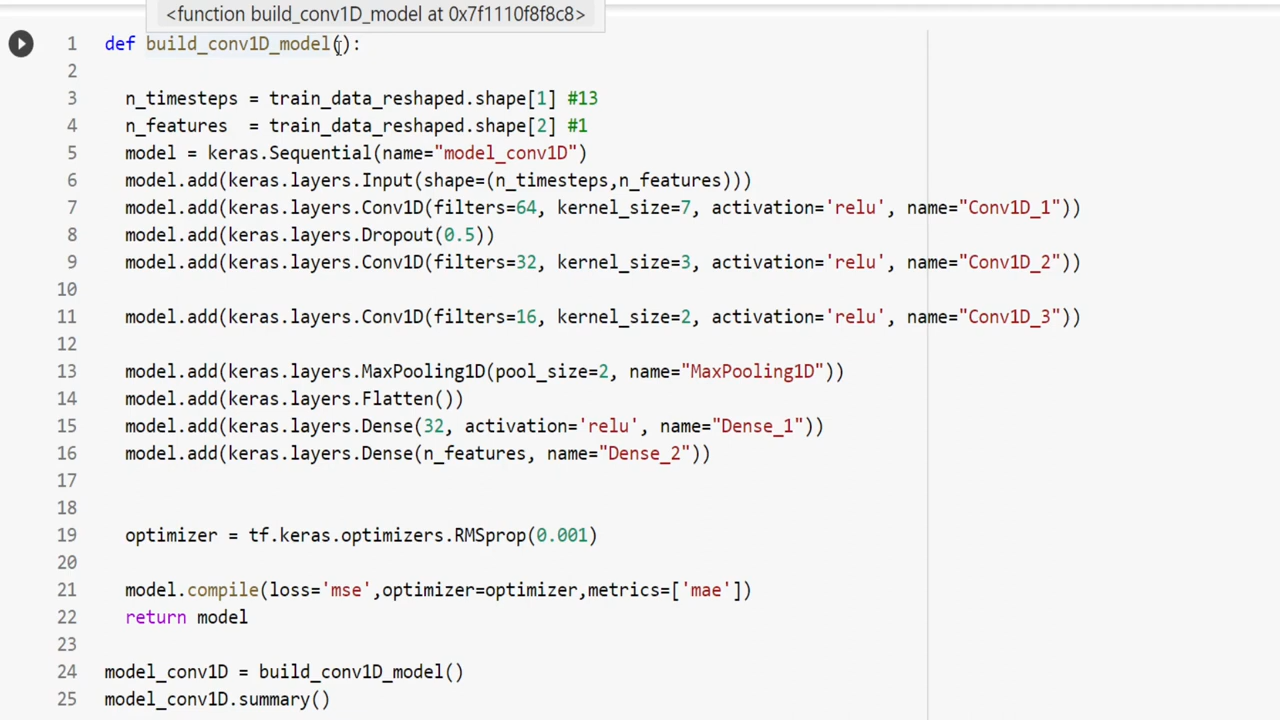 <function build_conv1D_model at 0x7f1110f8f8c8>
1 def build_conv1D_model():
2
3 n_timesteps = train_data_reshaped.shape[1] #13
4 n_features  = train_data_reshaped.shape[2] #1
5 model = keras.Sequential(name="model_conv1D")
6 model.add(keras.layers.Input(shape=(n_timesteps,n_features)))
7 model.add(keras.layers.Conv1D(filters=64, kernel_size=7, activation='relu', name="Conv1D_1"))
8 model.add(keras.layers.Dropout(0.5))
9 model.add(keras.layers.Conv1D(filters=32, kernel_size=3, activation='relu', name="Conv1D_2"))
10
11 model.add(keras.layers.Conv1D(filters=16, kernel_size=2, activation='relu', name="Conv1D_3"))
12
13 model.add(keras.layers.MaxPooling1D(pool_size=2, name="MaxPooling1D"))
14 model.add(keras.layers.Flatten())
15 model.add(keras.layers.Dense(32, activation='relu', name="Dense_1"))
16 model.add(keras.layers.Dense(n_features, name="Dense_2"))
17
18
19 optimizer = tf.keras.optimizers.RMSprop(0.001)
20
21 model.compile(loss='mse',optimizer=optimizer,metrics=['mae'])
22 return model
23
24 model_conv1D = build_conv1D_model()
25 model_conv1D.summary()